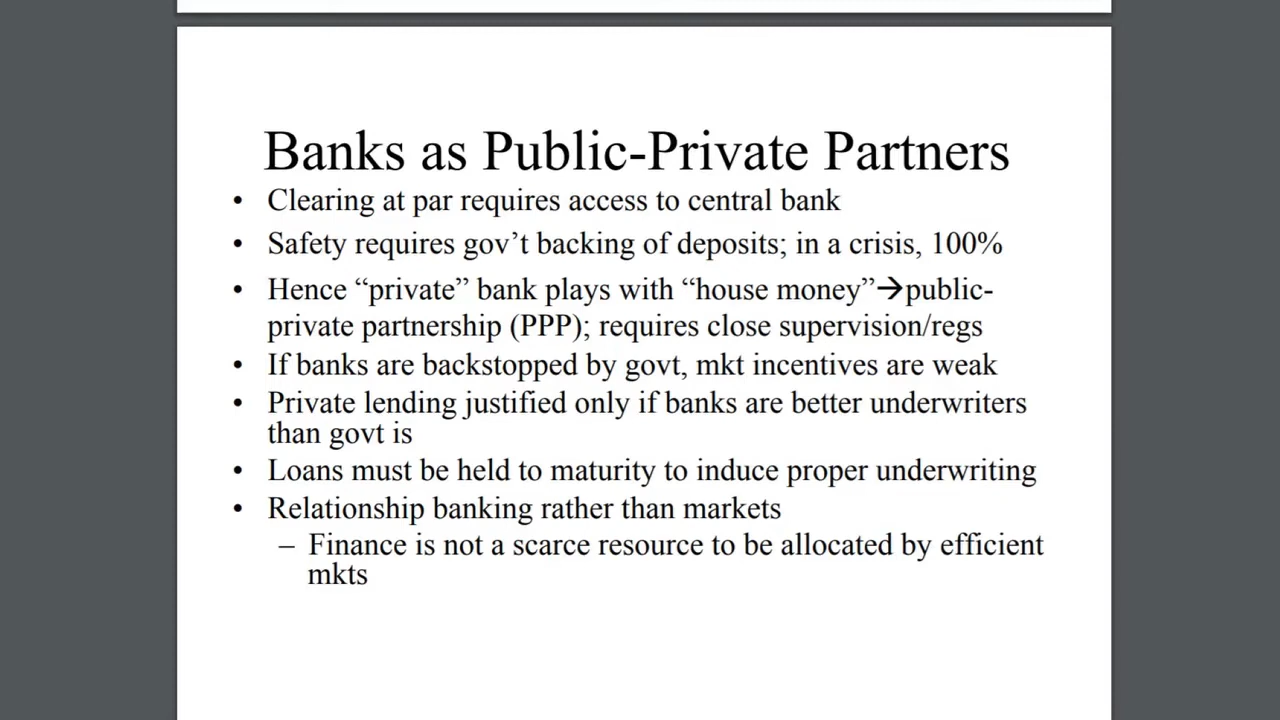 Banks as Public-Private Partners
• Clearing at par requires access to central bank
• Safety requires gov’t backing of deposits; in a crisis, 100%
• Hence “private” bank plays with “house money”→public-
private partnership (PPP); requires close supervision/regs
• If banks are backstopped by govt, mkt incentives are weak
• Private lending justified only if banks are better underwriters
than govt is
• Loans must be held to maturity to induce proper underwriting
• Relationship banking rather than markets
– Finance is not a scarce resource to be allocated by efficient
mkts